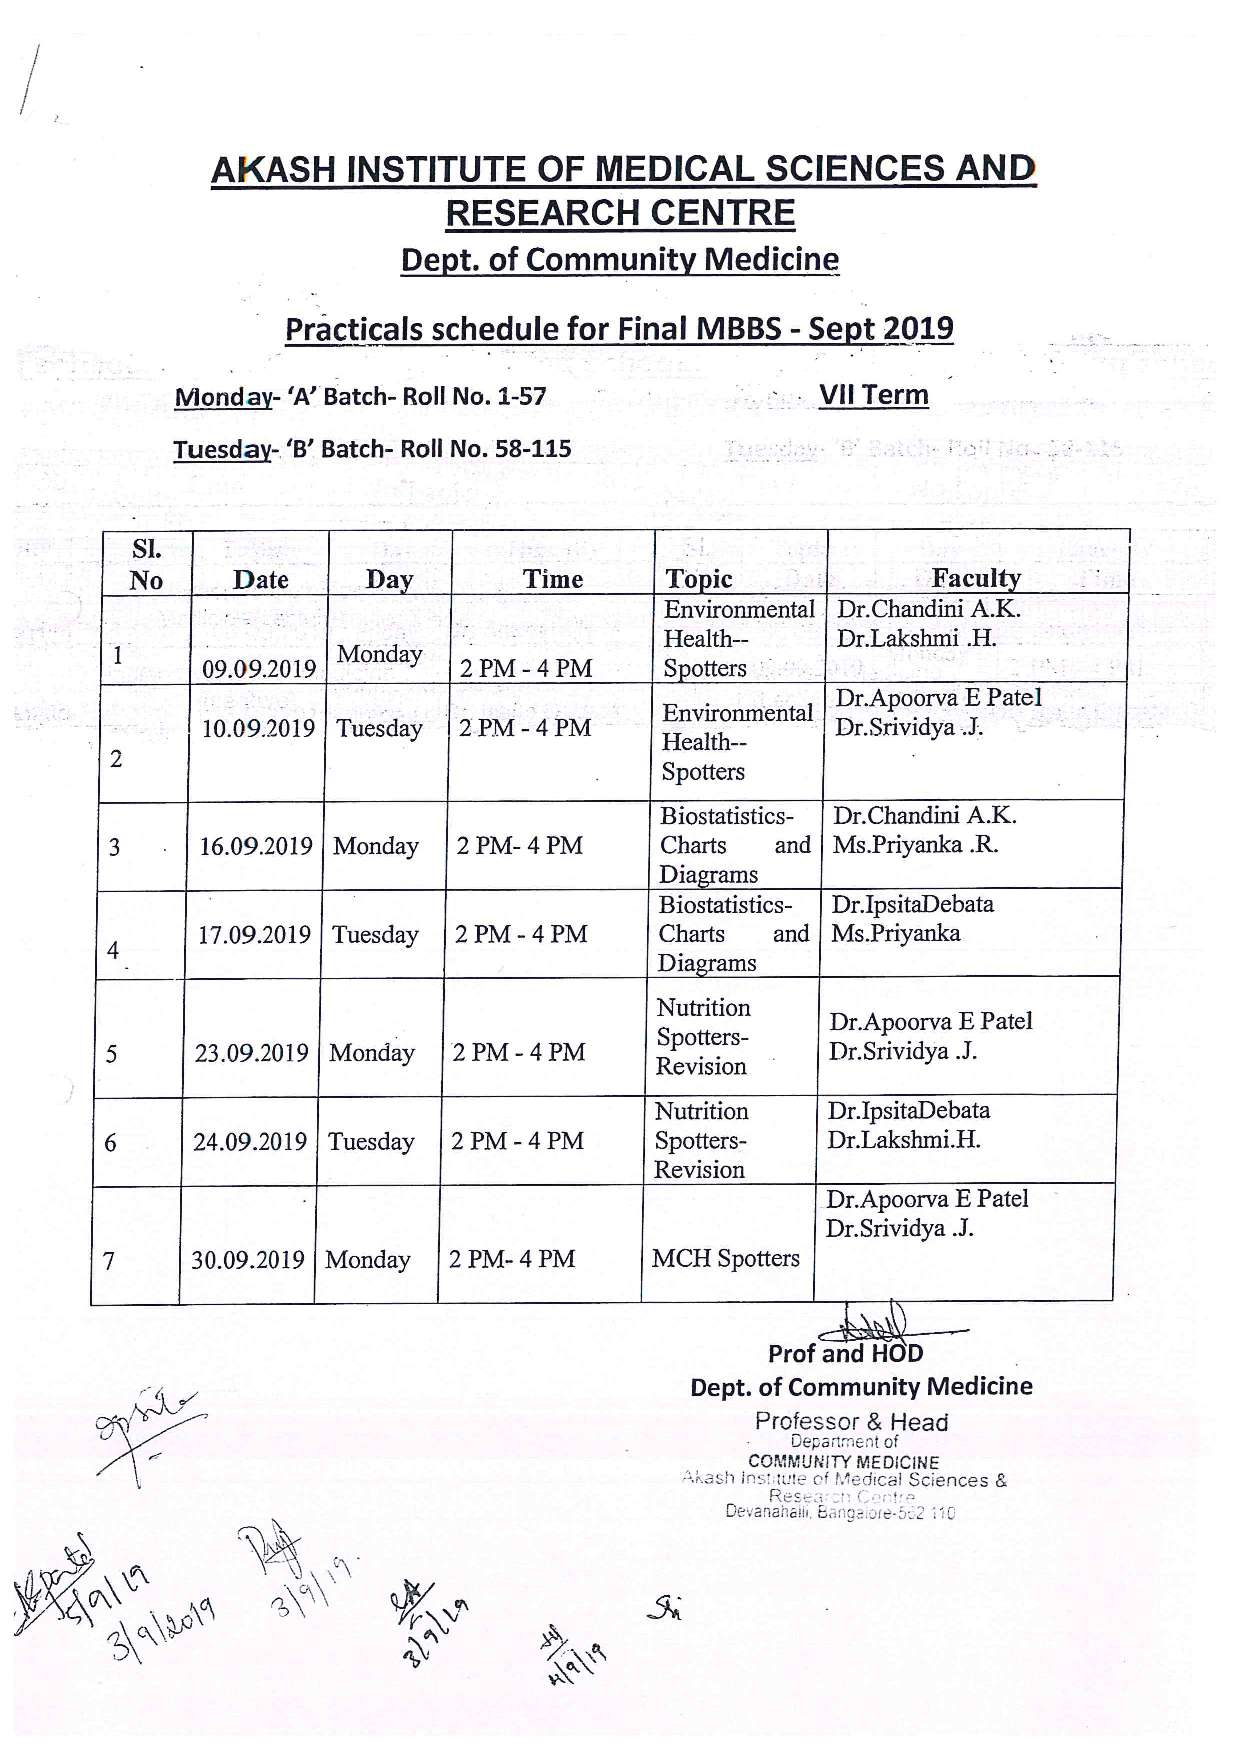 AKASH INSTITUTE OF MEDICAL SCIENCES AND
RESEARCH CENTRE
Dept. of Community Medicine
Practicals schedule for Final MBBS - Sept 2019
Monday- ‘A’ Batch- Roll No. 1-57 VII Term
Tuesday- ‘B’ Batch- Roll No. 58-115
Sl. No Date Day Time Topic Faculty
1 09.09.2019 Monday 2 PM - 4 PM Environmental Health-- Spotters Dr.Chandini A.K. Dr.Lakshmi .H.
2 10.09.2019 Tuesday 2 PM - 4 PM Environmental Health-- Spotters Dr.Apoorva E Patel Dr.Srividya .J.
3 16.09.2019 Monday 2 PM- 4 PM Biostatistics- Charts and Diagrams Dr.Chandini A.K. Ms.Priyanka .R.
4 17.09.2019 Tuesday 2 PM - 4 PM Biostatistics- Charts and Diagrams Dr.IpsitaDebata Ms.Priyanka
5 23.09.2019 Monday 2 PM - 4 PM Nutrition Spotters- Revision Dr.Apoorva E Patel Dr.Srividya .J.
6 24.09.2019 Tuesday 2 PM - 4 PM Nutrition Spotters- Revision Dr.IpsitaDebata Dr.Lakshmi.H.
7 30.09.2019 Monday 2 PM- 4 PM MCH Spotters Dr.Apoorva E Patel Dr.Srividya .J.
Prof and HOD
Dept. of Community Medicine
Professor & Head
Department of
COMMUNITY MEDICINE
Akash Institute of Medical Sciences &
Research Centre
Devanahalli, Bangalore-562 110
5/9/19
3/9/2019
3/9/19
3/9/19
4/9/19